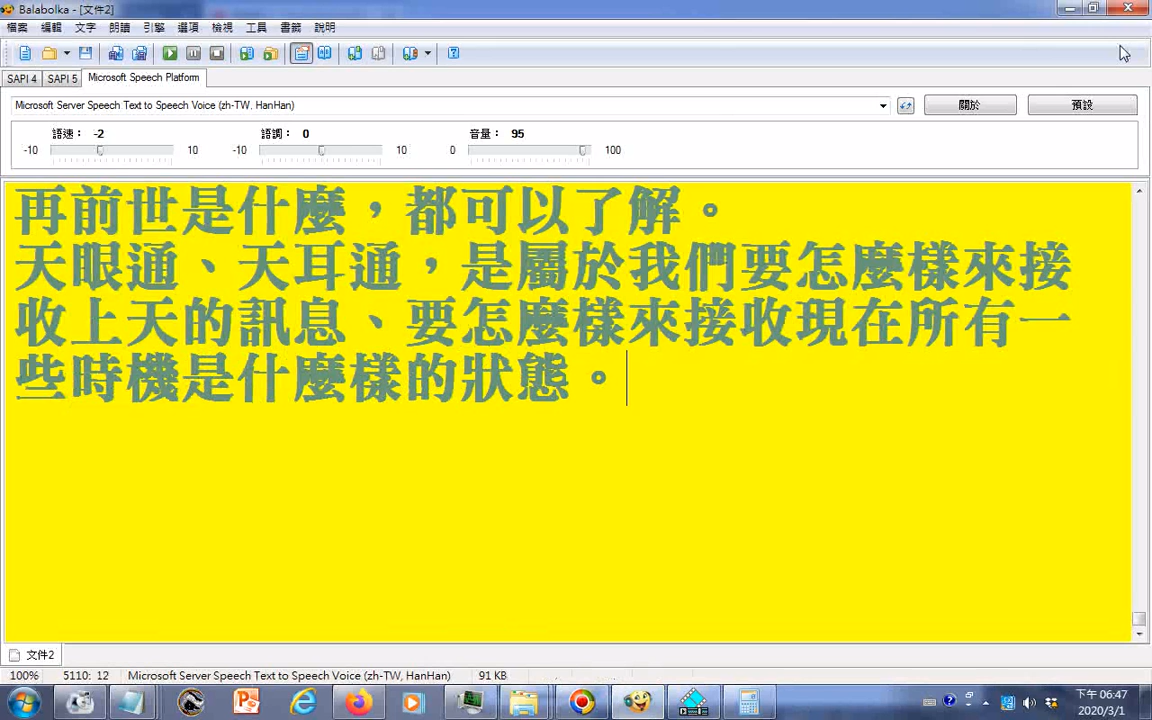 Balabolka - [文件2]
檔案 編輯 文字 朗讀 引擎 選項 檢視 工具 書籤 說明
SAPI 4 SAPI 5 Microsoft Speech Platform
Microsoft Server Speech Text to Speech Voice (zh-TW, HanHan) 關於 預設
語速： -2 語調： 0 音量： 95
-10 10 -10 10 0 100
再前世是什麼，都可以了解。
天眼通、天耳通，是屬於我們要怎麼樣來接
收上天的訊息、要怎麼樣來接收現在所有一
些時機是什麼樣的狀態。
文件2
100% 5110: 12 Microsoft Server Speech Text to Speech Voice (zh-TW, HanHan) 91 KB
下午 06:47
2020/3/1